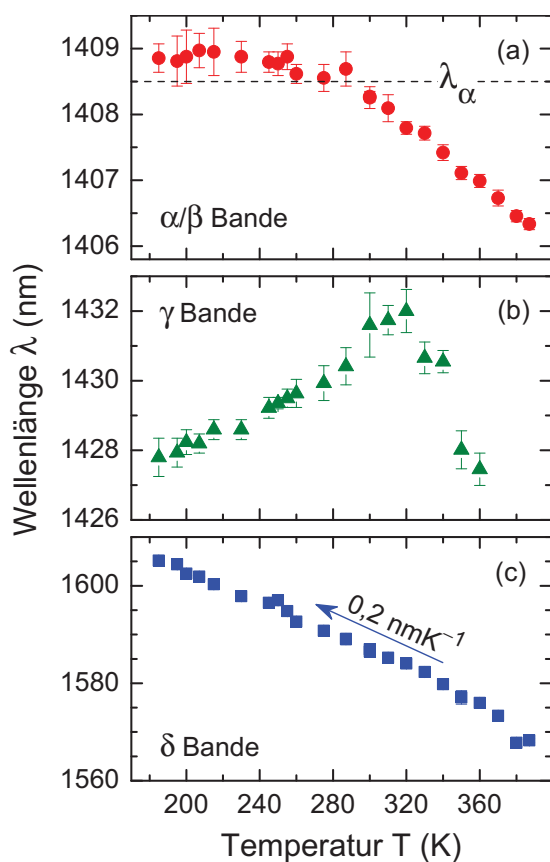 1409
1408
1407
1406
(a)
λα
α/β Bande
1432
1430
1428
1426
γ Bande
(b)
Wellenlänge λ (nm)
1600
1580
1560
(c)
0,2 nmK⁻¹
δ Bande
200 240 280 320 360
Temperatur T (K)